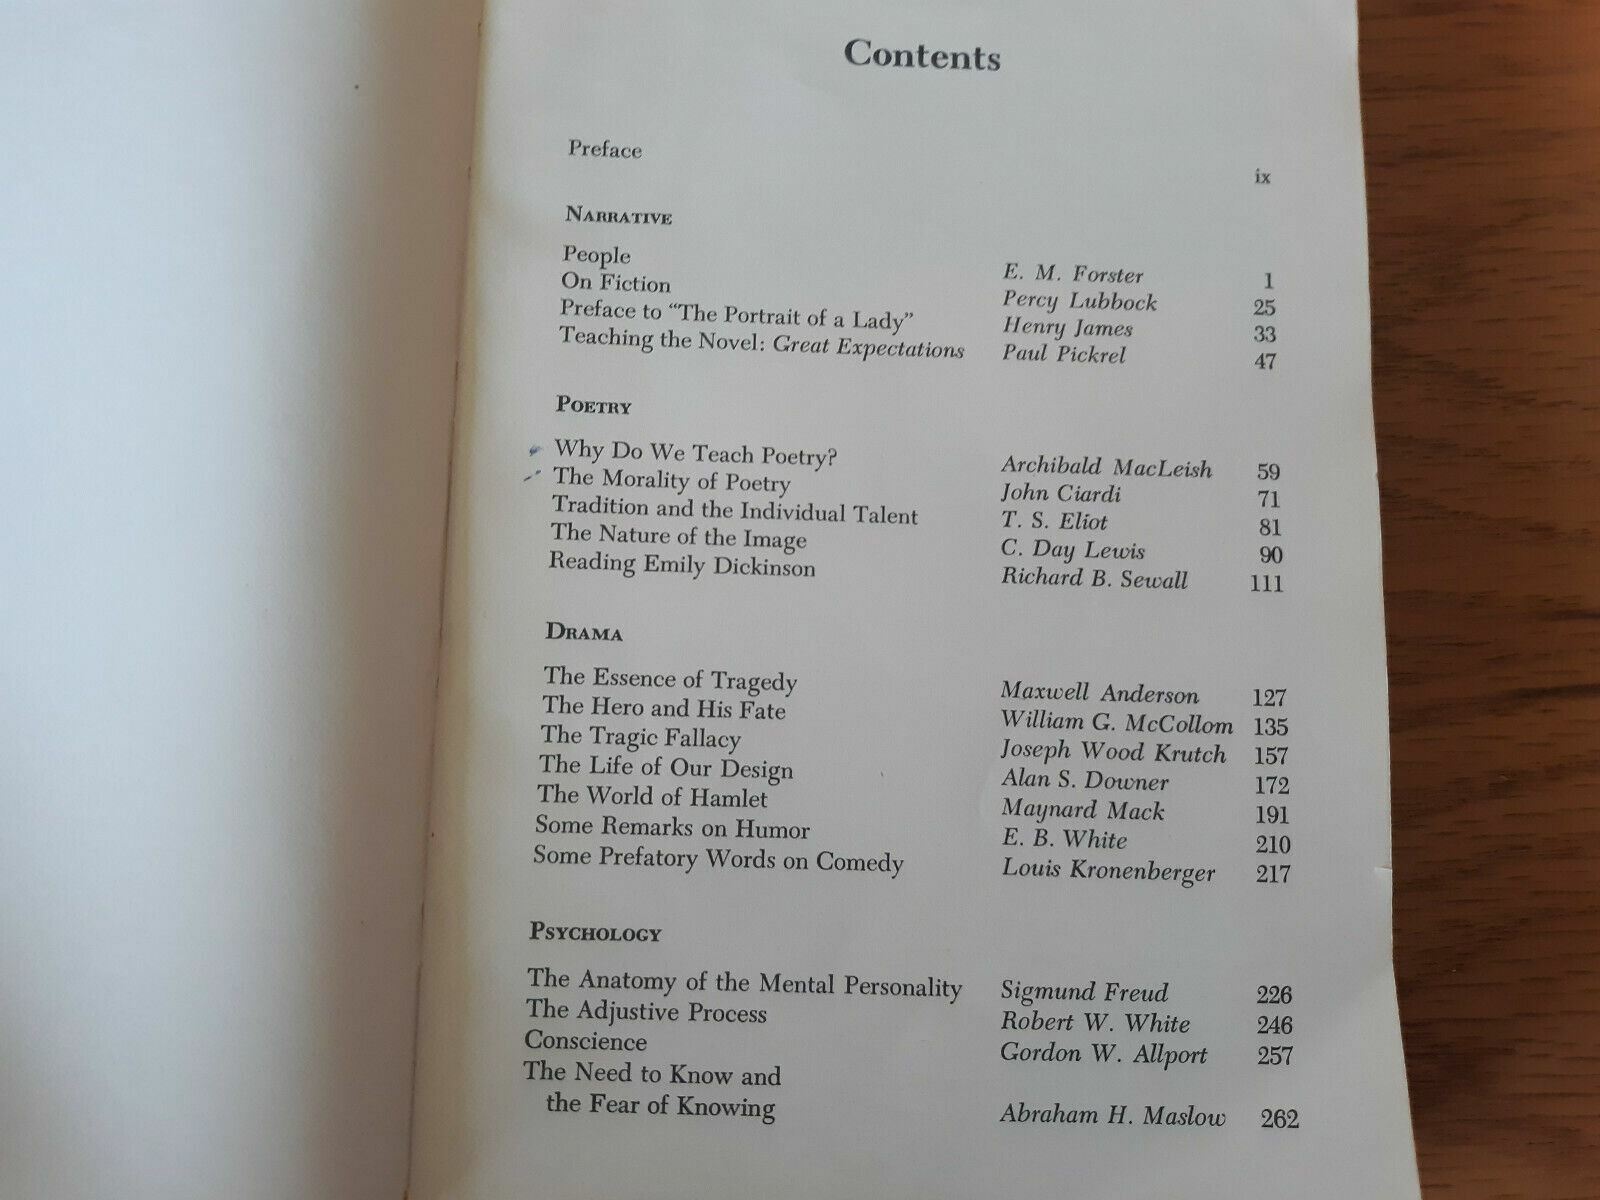 Contents
Preface ix
NARRATIVE
People E. M. Forster 1
On Fiction Percy Lubbock 25
Preface to “The Portrait of a Lady” Henry James 33
Teaching the Novel: Great Expectations Paul Pickrel 47
POETRY
Why Do We Teach Poetry? Archibald MacLeish 59
The Morality of Poetry John Ciardi 71
Tradition and the Individual Talent T. S. Eliot 81
The Nature of the Image C. Day Lewis 90
Reading Emily Dickinson Richard B. Sewall 111
DRAMA
The Essence of Tragedy Maxwell Anderson 127
The Hero and His Fate William G. McCollom 135
The Tragic Fallacy Joseph Wood Krutch 157
The Life of Our Design Alan S. Downer 172
The World of Hamlet Maynard Mack 191
Some Remarks on Humor E. B. White 210
Some Prefatory Words on Comedy Louis Kronenberger 217
PSYCHOLOGY
The Anatomy of the Mental Personality Sigmund Freud 226
The Adjustive Process Robert W. White 246
Conscience Gordon W. Allport 257
The Need to Know and
the Fear of Knowing Abraham H. Maslow 262